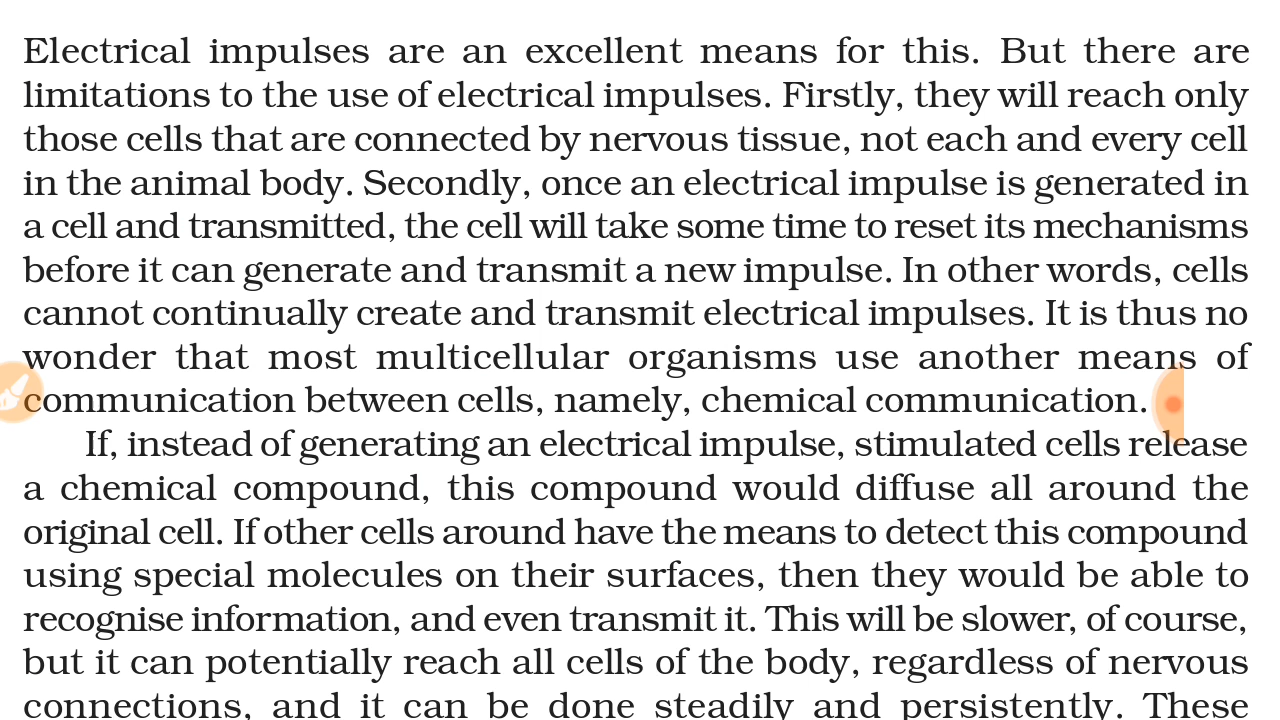 Electrical impulses are an excellent means for this. But there are
limitations to the use of electrical impulses. Firstly, they will reach only
those cells that are connected by nervous tissue, not each and every cell
in the animal body. Secondly, once an electrical impulse is generated in
a cell and transmitted, the cell will take some time to reset its mechanisms
before it can generate and transmit a new impulse. In other words, cells
cannot continually create and transmit electrical impulses. It is thus no
wonder that most multicellular organisms use another means of
communication between cells, namely, chemical communication.
If, instead of generating an electrical impulse, stimulated cells release
a chemical compound, this compound would diffuse all around the
original cell. If other cells around have the means to detect this compound
using special molecules on their surfaces, then they would be able to
recognise information, and even transmit it. This will be slower, of course,
but it can potentially reach all cells of the body, regardless of nervous
connections, and it can be done steadily and persistently. These